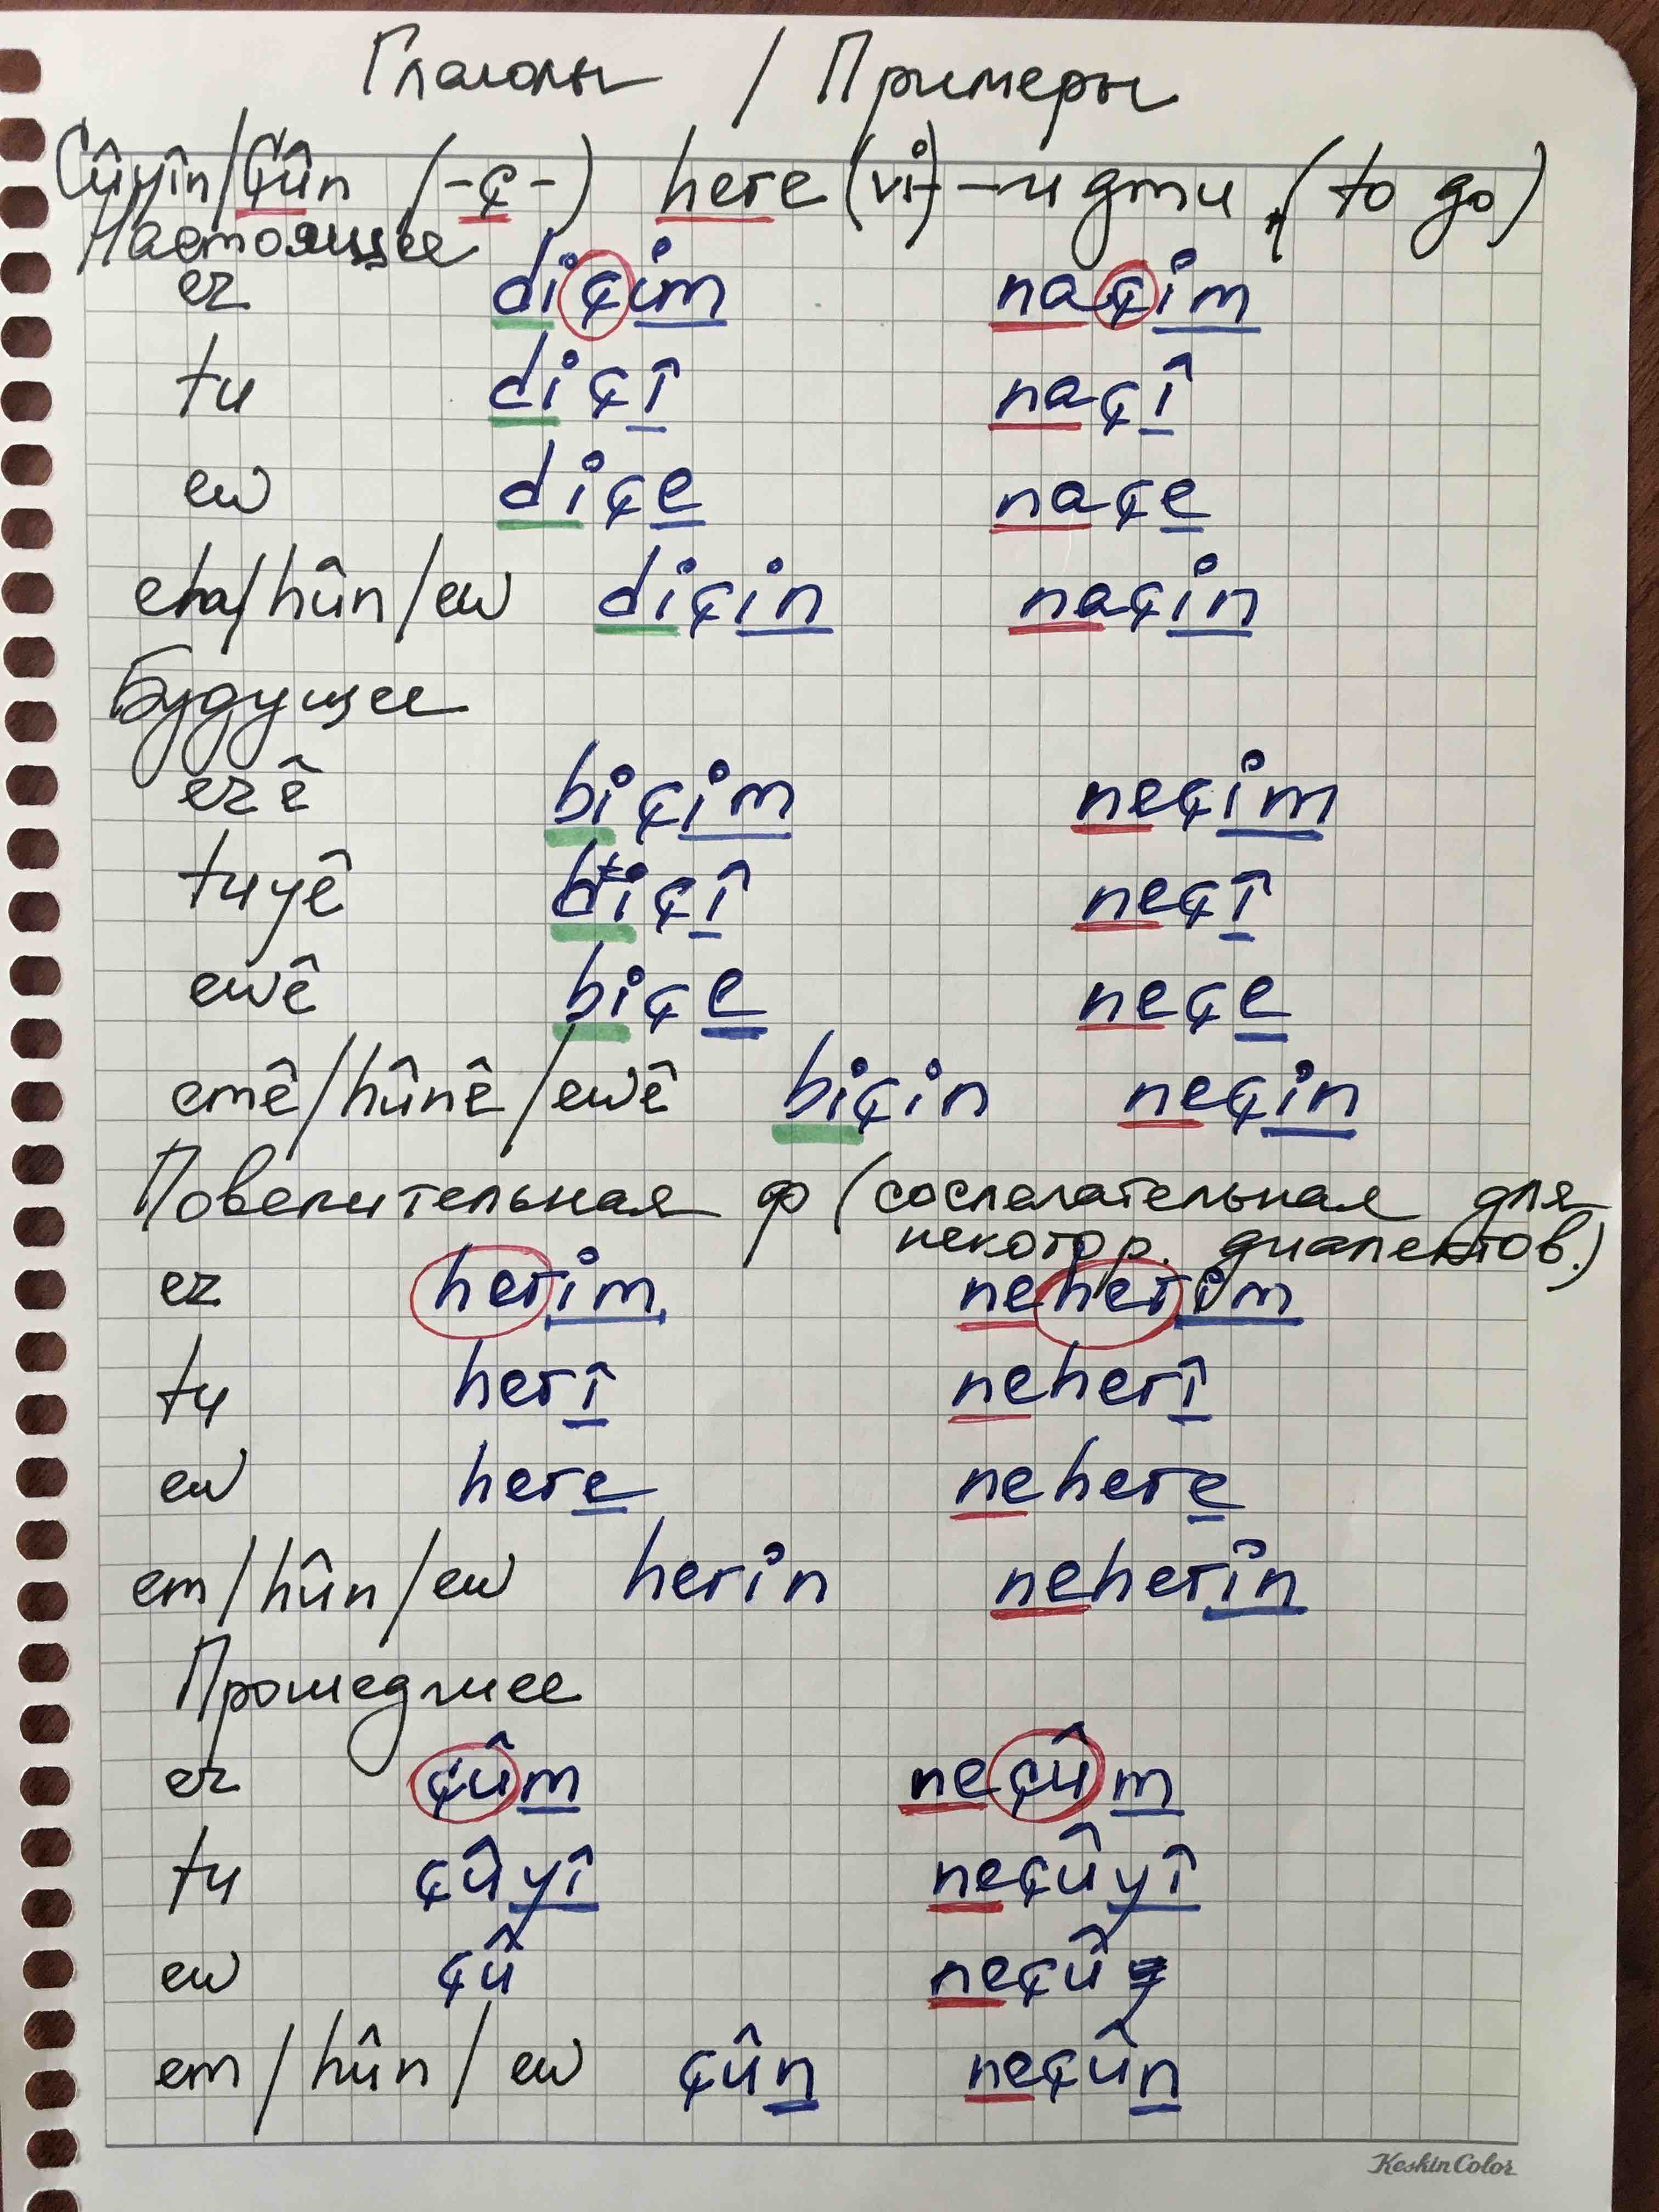 Глаголы / Примеры
Çûyîn/Çûn (-ç-) here (vi) - идти (to go)
Настоящее
ez diçim naçim
tu diçî naçî
ew diçe naçe
em/hûn/ew diçin naçin
Будущее
ezê biçim neçim
tuyê biçî neçî
ewê biçe neçe
emê/hûnê/ewê biçin neçin
Повелительная ф (сослагательная для
некотор. диалектов.)
ez herim neherim
tu herî neherî
ew here nehere
em/hûn/ew herin neherin
Прошедшее
ez çûm neçûm
tu çûyî neçûyî
ew çû neçû
em/hûn/ew çûn neçûn
KeskinColor